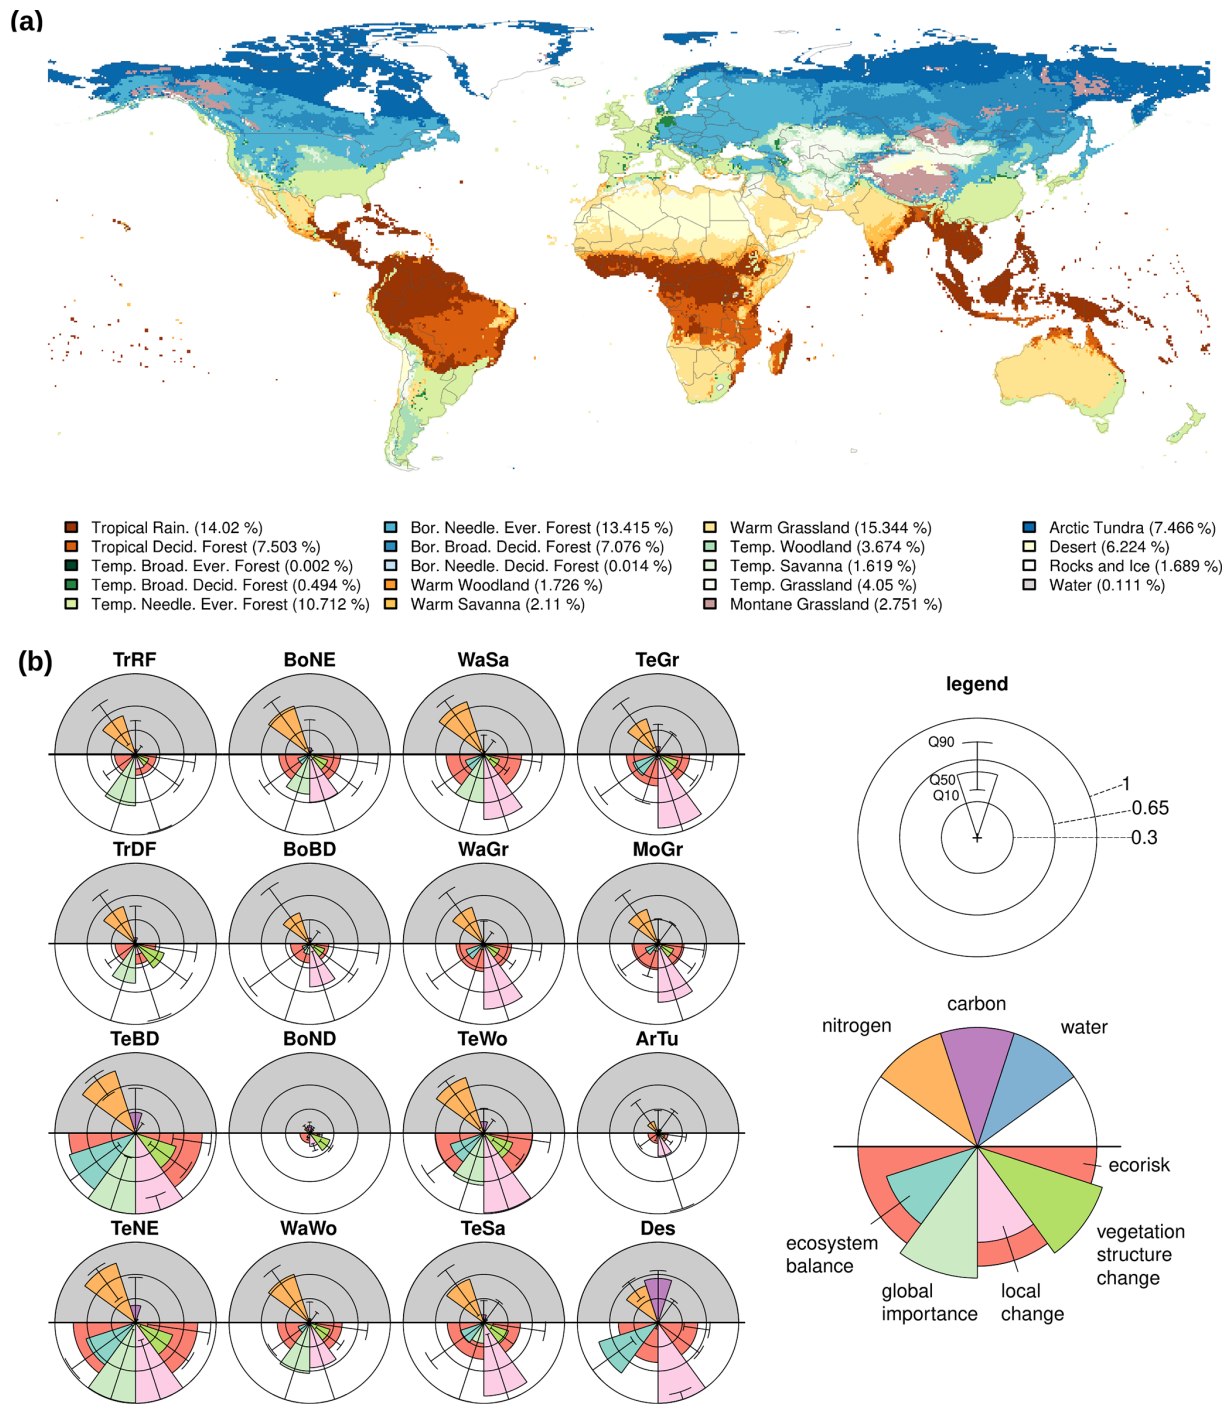 (a)
Tropical Rain. (14.02 %)
Tropical Decid. Forest (7.503 %)
Temp. Broad. Ever. Forest (0.002 %)
Temp. Broad. Decid. Forest (0.494 %)
Temp. Needle. Ever. Forest (10.712 %)
Bor. Needle. Ever. Forest (13.415 %)
Bor. Broad. Decid. Forest (7.076 %)
Bor. Needle. Decid. Forest (0.014 %)
Warm Woodland (1.726 %)
Warm Savanna (2.11 %)
Warm Grassland (15.344 %)
Temp. Woodland (3.674 %)
Temp. Savanna (1.619 %)
Temp. Grassland (4.05 %)
Montane Grassland (2.751 %)
Arctic Tundra (7.466 %)
Desert (6.224 %)
Rocks and Ice (1.689 %)
Water (0.111 %)
(b)
TrRF
BoNE
WaSa
TeGr
TrDF
BoBD
WaGr
MoGr
TeBD
BoND
TeWo
ArTu
TeNE
WaWo
TeSa
Des
legend
Q90
Q50
Q10
1
0.65
0.3
carbon
nitrogen
water
ecorisk
ecosystem
balance
global
importance
local
change
vegetation
structure
change